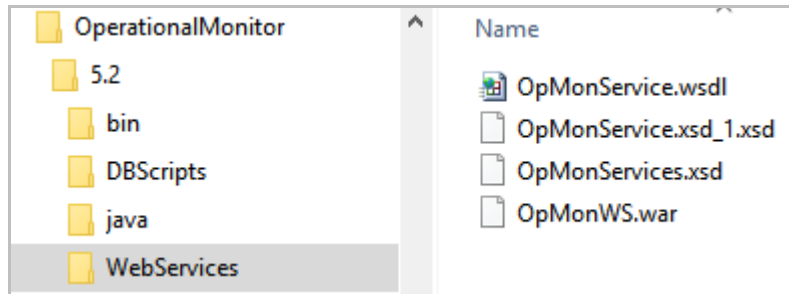 OperationalMonitor
5.2
bin
DBScripts
java
WebServices
Name
OpMonService.wsdl
OpMonService.xsd_1.xsd
OpMonServices.xsd
OpMonWS.war